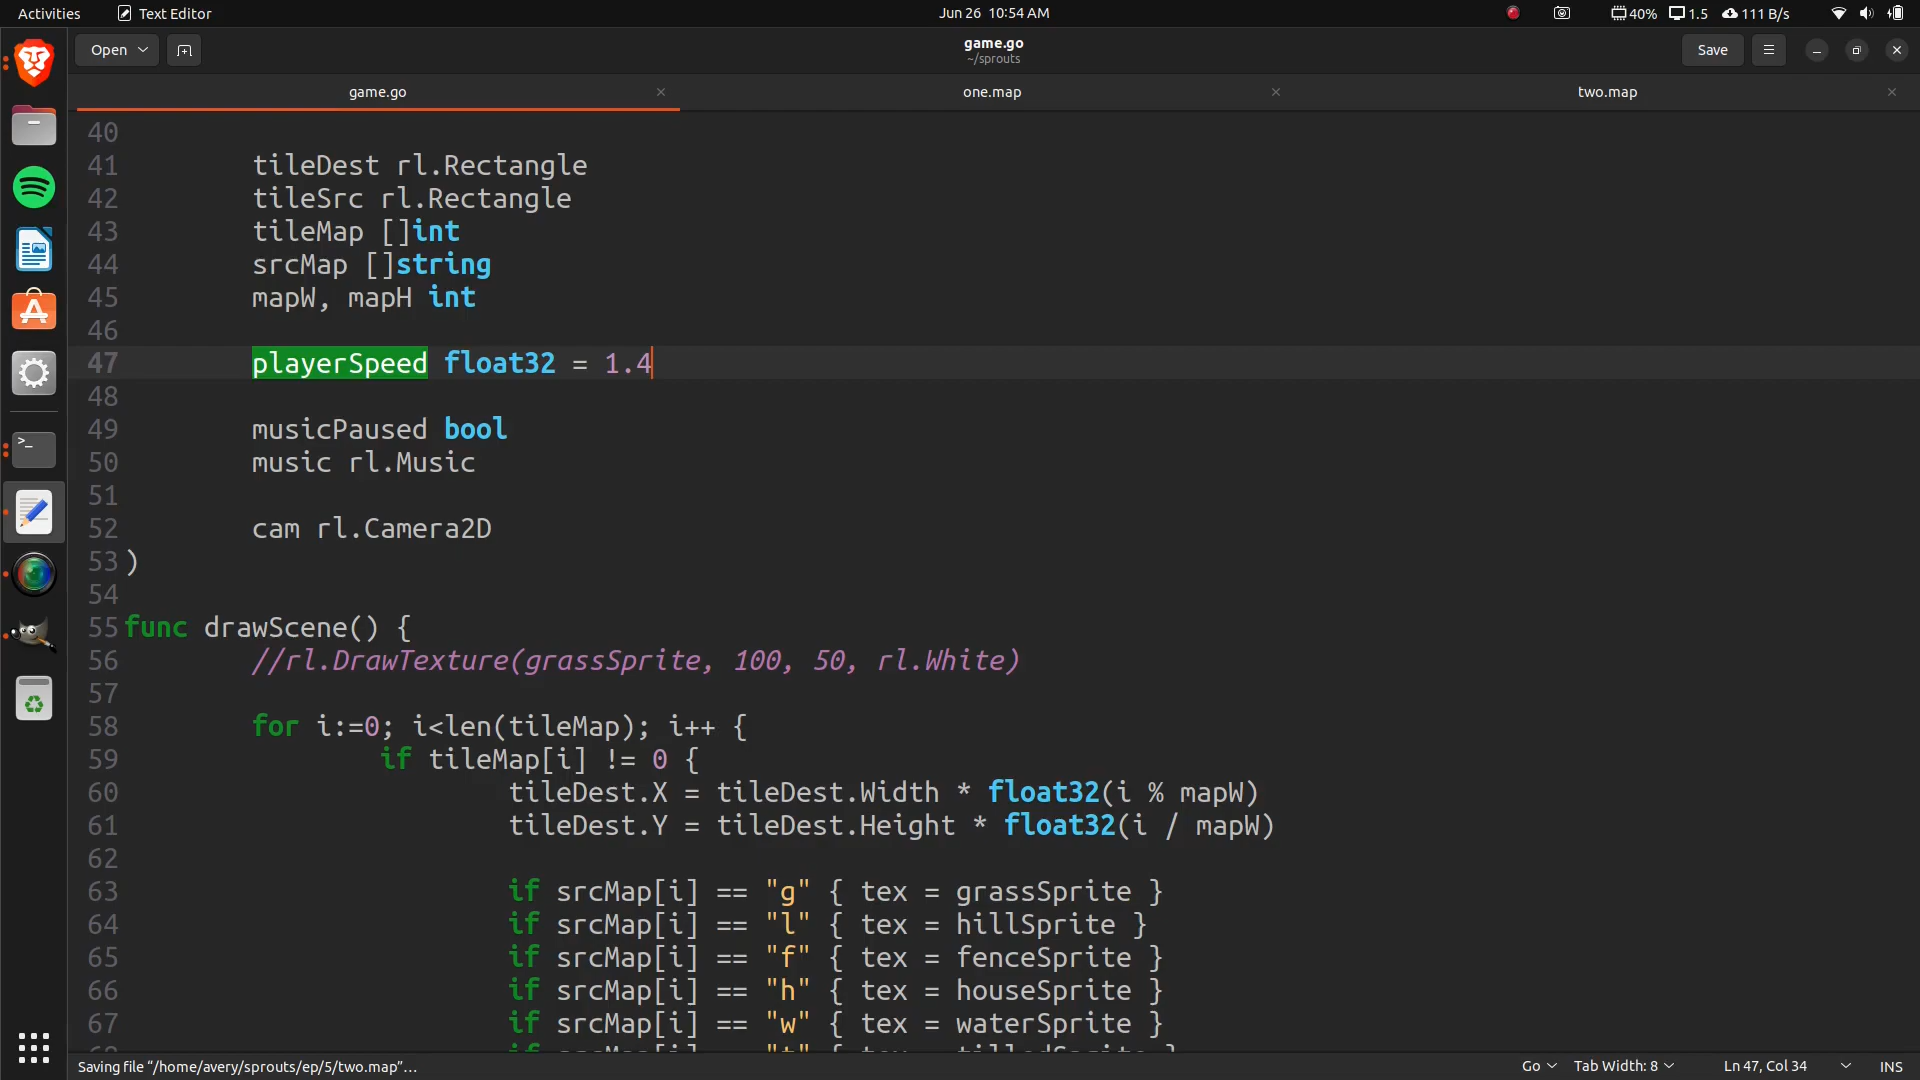 Activities Text Editor Jun 26 10:54 AM 40% 1.5 111 B/s
Open game.go Save
~/sprouts
game.go one.map two.map
40
41 tileDest rl.Rectangle
42 tileSrc rl.Rectangle
43 tileMap []int
44 srcMap []string
45 mapW, mapH int
46
47 playerSpeed float32 = 1.4
48
49 musicPaused bool
50 music rl.Music
51
52 cam rl.Camera2D
53 )
54
55 func drawScene() {
56 //rl.DrawTexture(grassSprite, 100, 50, rl.White)
57
58 for i:=0; i<len(tileMap); i++ {
59 if tileMap[i] != 0 {
60 tileDest.X = tileDest.Width * float32(i % mapW)
61 tileDest.Y = tileDest.Height * float32(i / mapW)
62
63 if srcMap[i] == "g" { tex = grassSprite }
64 if srcMap[i] == "l" { tex = hillSprite }
65 if srcMap[i] == "f" { tex = fenceSprite }
66 if srcMap[i] == "h" { tex = houseSprite }
67 if srcMap[i] == "w" { tex = waterSprite }
Saving file “/home/avery/sprouts/ep/5/two.map”… Go Tab Width: 8 Ln 47, Col 34 INS